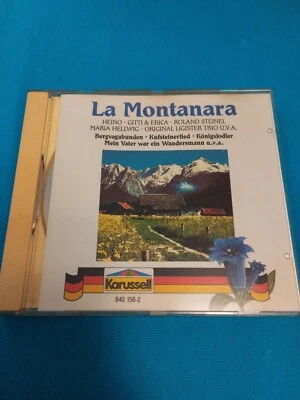 La Montanara
HEINO · GITTI & ERICA · ROLAND STEINEL
MARIA HELLWIG · ORIGINAL LIGISTER TRIO U.V.A.
Bergvagabunden · Kufsteinerlied · Königsjodler
Mein Vater war ein Wandersmann u.v.a.
Karussell
840 156-2